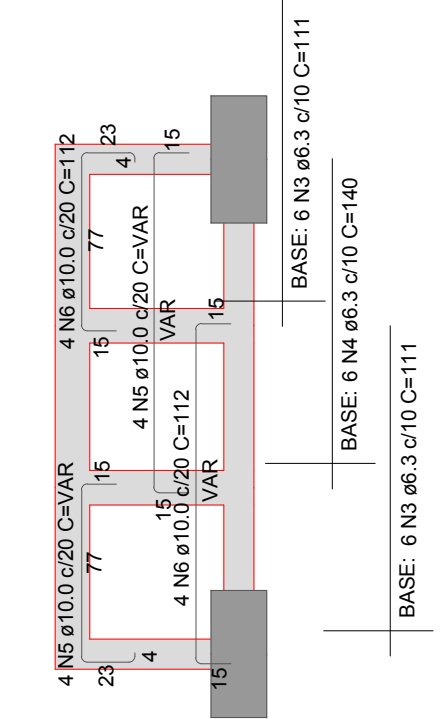 4 N6 ø10.0 c/20 C=112
23
4
77
15
15
4 N5 ø10.0 c/20 C=VAR
VAR
15
15
4 N6 ø10.0 c/20 C=112
VAR
15
4 N5 ø10.0 c/20 C=VAR
15
77
23
4
BASE: 6 N3 ø6.3 c/10 C=111
BASE: 6 N4 ø6.3 c/10 C=140
BASE: 6 N3 ø6.3 c/10 C=111